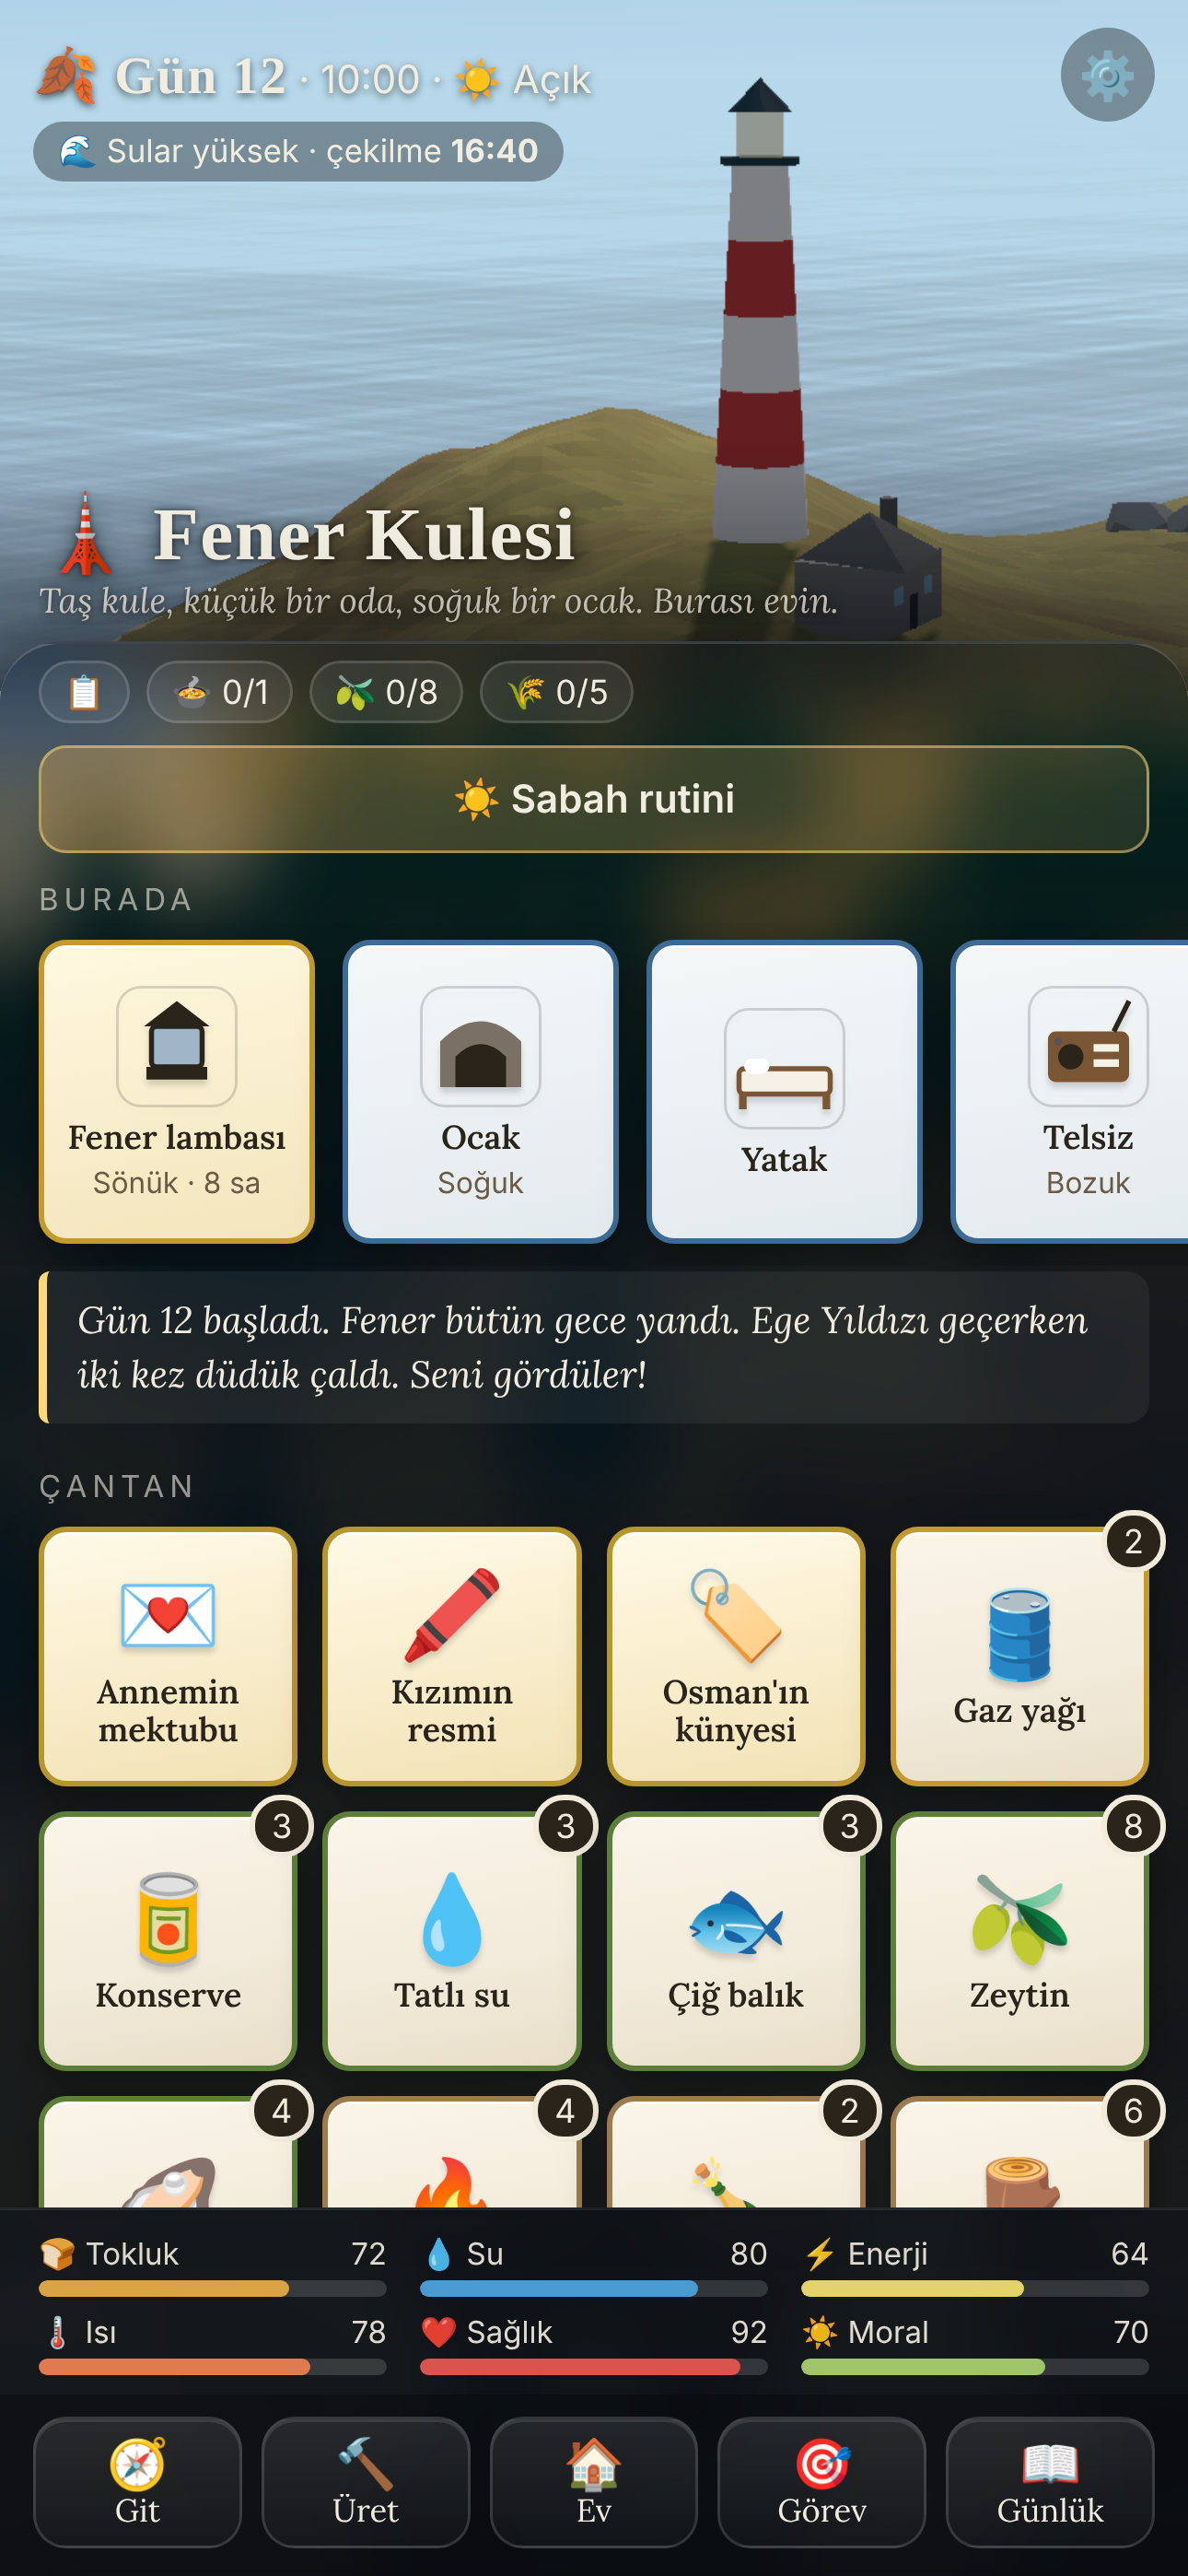 Gün 12 · 10:00 · Açık
Sular yüksek · çekilme 16:40
Fener Kulesi
Taş kule, küçük bir oda, soğuk bir ocak. Burası evin.
0/1 0/8 0/5
Sabah rutini
BURADA
Fener lambası
Sönük · 8 sa
Ocak
Soğuk
Yatak
Telsiz
Bozuk
Gün 12 başladı. Fener bütün gece yandı. Ege Yıldızı geçerken
iki kez düdük çaldı. Seni gördüler!
ÇANTAN
Annemin
mektubu
Kızımın
resmi
Osman'ın
künyesi
2
Gaz yağı
3
Konserve
3
Tatlı su
3
Çiğ balık
8
Zeytin
4
4
2
6
Tokluk 72
Su 80
Enerji 64
Isı 78
Sağlık 92
Moral 70
Git
Üret
Ev
Görev
Günlük